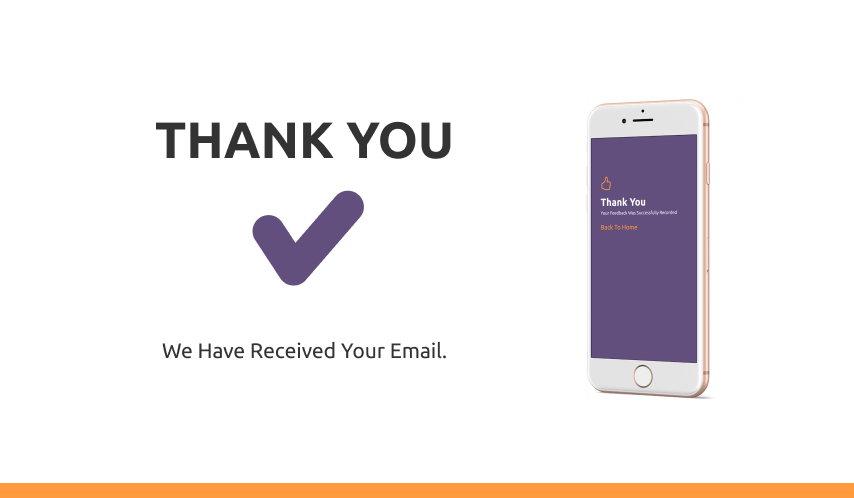 THANK YOU
We Have Received Your Email.
Thank You
Your Feedback Was Successfully Recorded
Back To Home